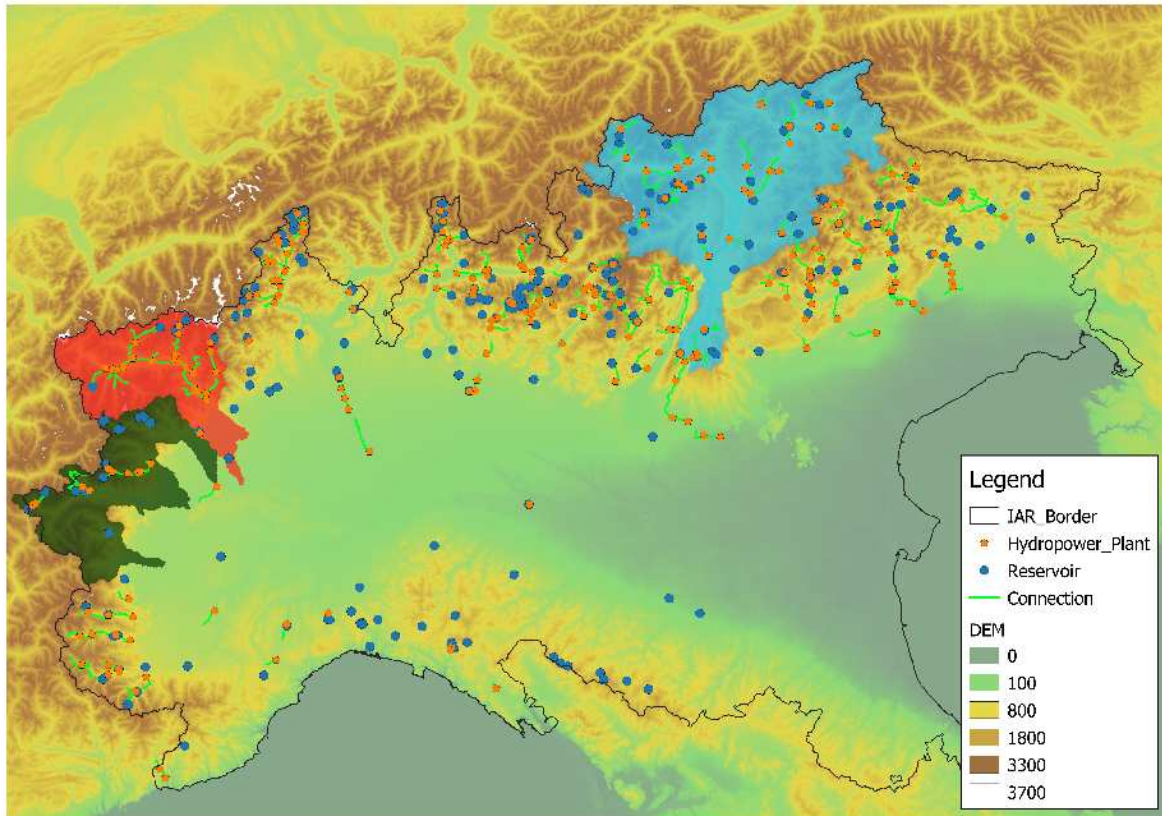 Legend
IAR_Border
Hydropower_Plant
Reservoir
Connection
DEM
0
100
800
1800
3300
3700